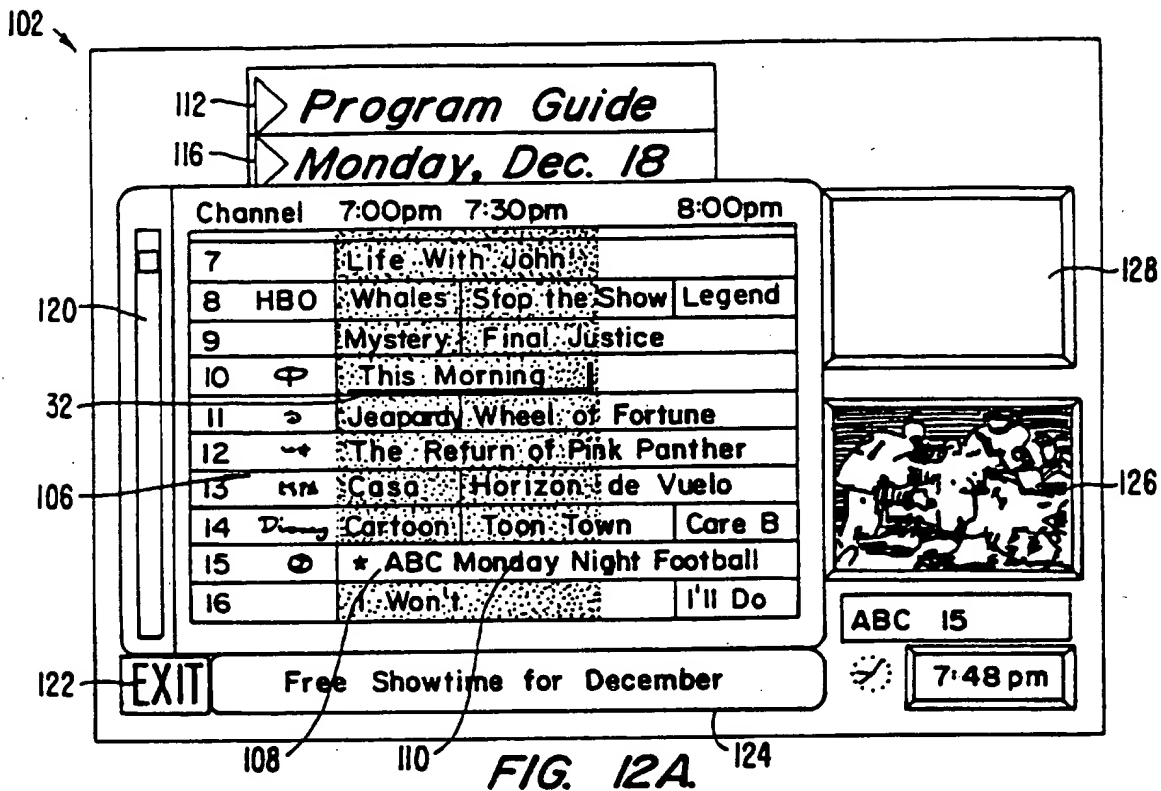 102
112 Program Guide
116 Monday, Dec. 18
Channel 7:00pm 7:30pm 8:00pm
7 Life With John
128
8 HBO Whales Stop the Show Legend
120
9 Mystery Final Justice
10 This Morning
32
11 Jeapardy Wheel of Fortune
12 The Return of Pink Panther
106
13 Casa Horizon de Vuelo
126
14 Disney Cartoon Toon Town Care B
15 * ABC Monday Night Football
16 I Won't I'll Do
ABC 15
122 EXIT Free Showtime for December 7:48 pm
108 110 124
FIG. 12A.